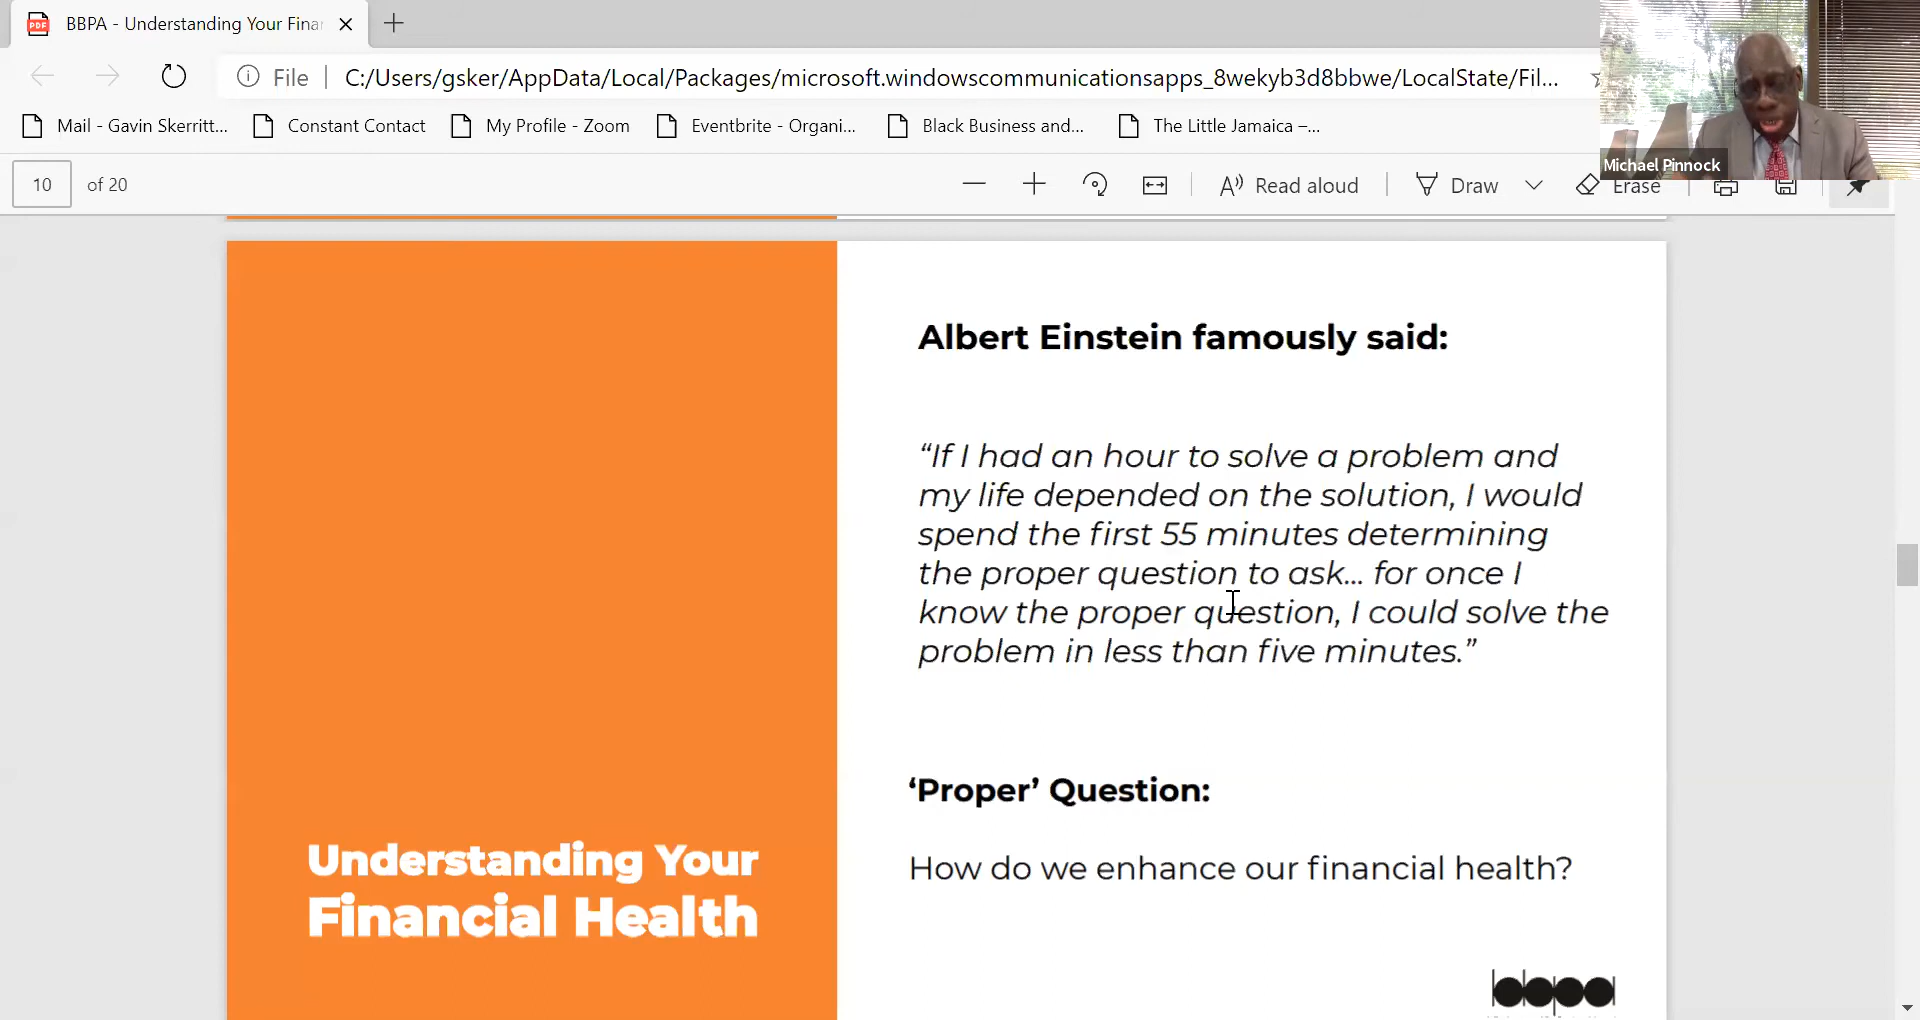 BBPA - Understanding Your Finar
File
C:/Users/gsker/AppData/Local/Packages/microsoft.windowscommunicationsapps_8wekyb3d8bbwe/LocalState/Fil...
Mail - Gavin Skerritt...
Constant Contact
My Profile - Zoom
Eventbrite - Organi...
Black Business and...
The Little Jamaica –...
Michael Pinnock
10 of 20
Read aloud
Draw
Erase
Albert Einstein famously said:
“If I had an hour to solve a problem and
my life depended on the solution, I would
spend the first 55 minutes determining
the proper question to ask... for once I
know the proper question, I could solve the
problem in less than five minutes.”
‘Proper’ Question:
How do we enhance our financial health?
Understanding Your
Financial Health
bbpa